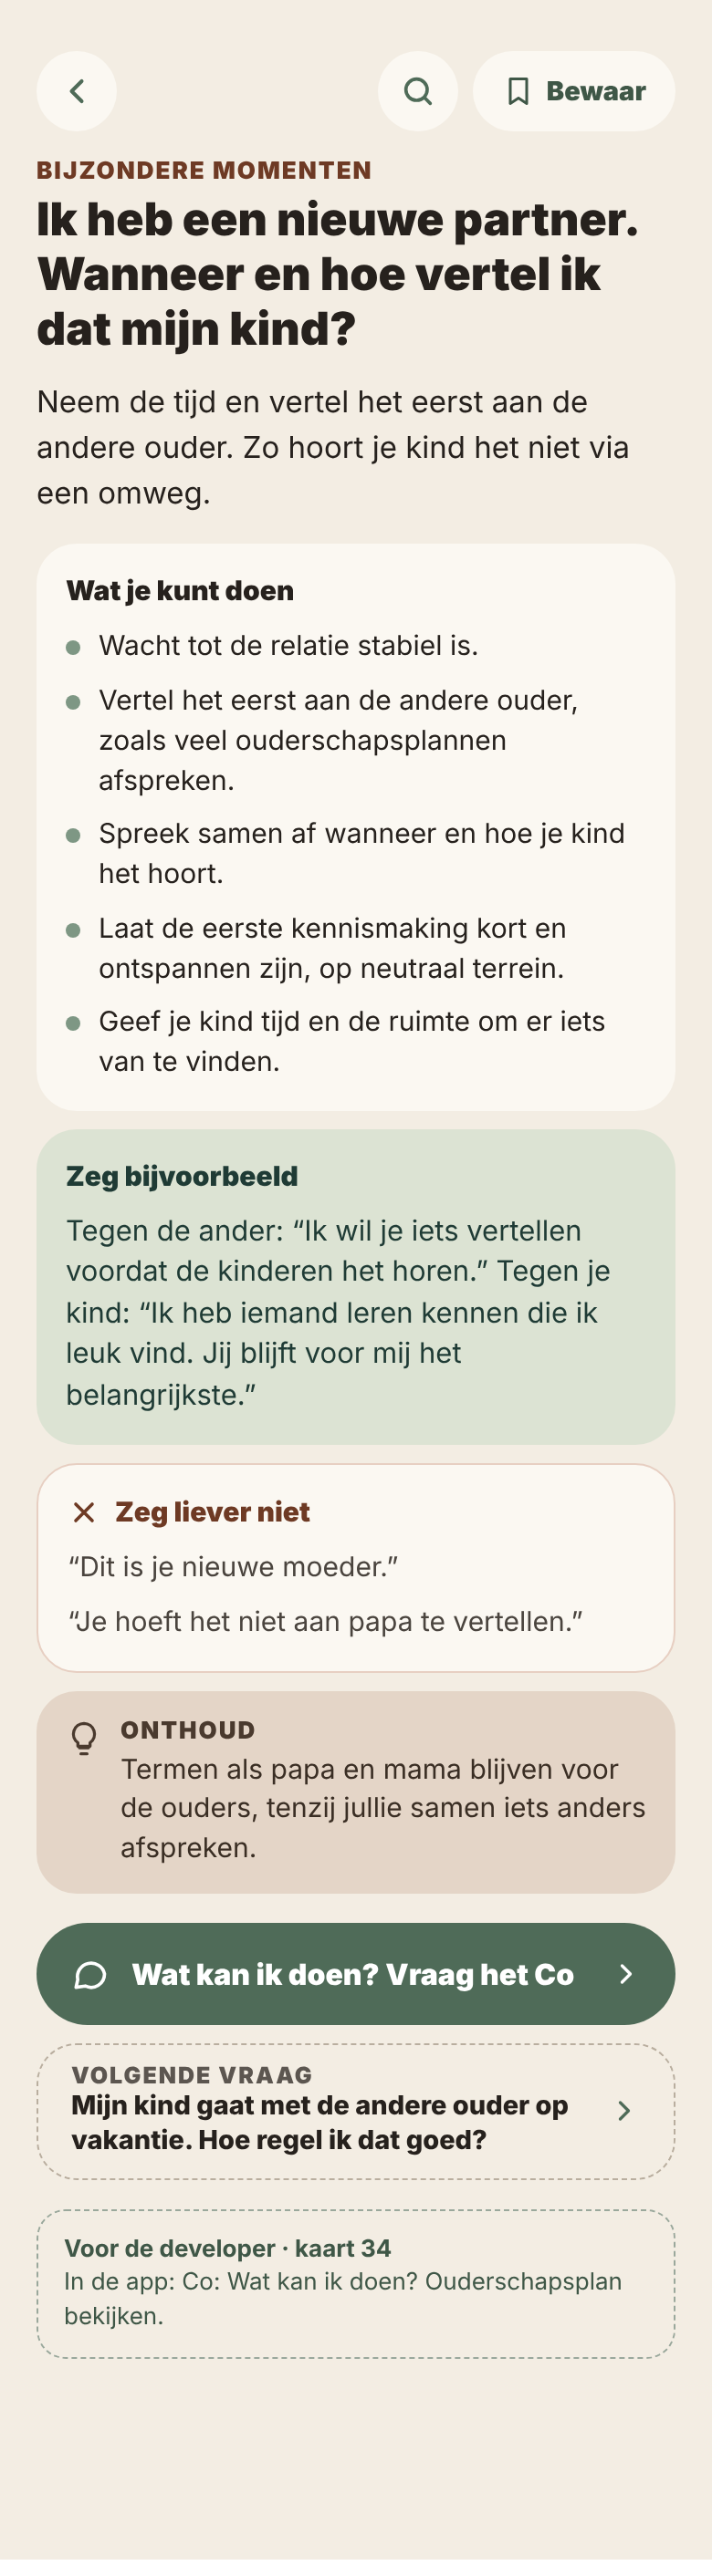 Bewaar
BIJZONDERE MOMENTEN
Ik heb een nieuwe partner.
Wanneer en hoe vertel ik
dat mijn kind?
Neem de tijd en vertel het eerst aan de
andere ouder. Zo hoort je kind het niet via
een omweg.
Wat je kunt doen
Wacht tot de relatie stabiel is.
Vertel het eerst aan de andere ouder,
zoals veel ouderschapsplannen
afspreken.
Spreek samen af wanneer en hoe je kind
het hoort.
Laat de eerste kennismaking kort en
ontspannen zijn, op neutraal terrein.
Geef je kind tijd en de ruimte om er iets
van te vinden.
Zeg bijvoorbeeld
Tegen de ander: “Ik wil je iets vertellen
voordat de kinderen het horen.” Tegen je
kind: “Ik heb iemand leren kennen die ik
leuk vind. Jij blijft voor mij het
belangrijkste.”
Zeg liever niet
“Dit is je nieuwe moeder.”
“Je hoeft het niet aan papa te vertellen.”
ONTHOUD
Termen als papa en mama blijven voor
de ouders, tenzij jullie samen iets anders
afspreken.
Wat kan ik doen? Vraag het Co
VOLGENDE VRAAG
Mijn kind gaat met de andere ouder op
vakantie. Hoe regel ik dat goed?
Voor de developer · kaart 34
In de app: Co: Wat kan ik doen? Ouderschapsplan
bekijken.